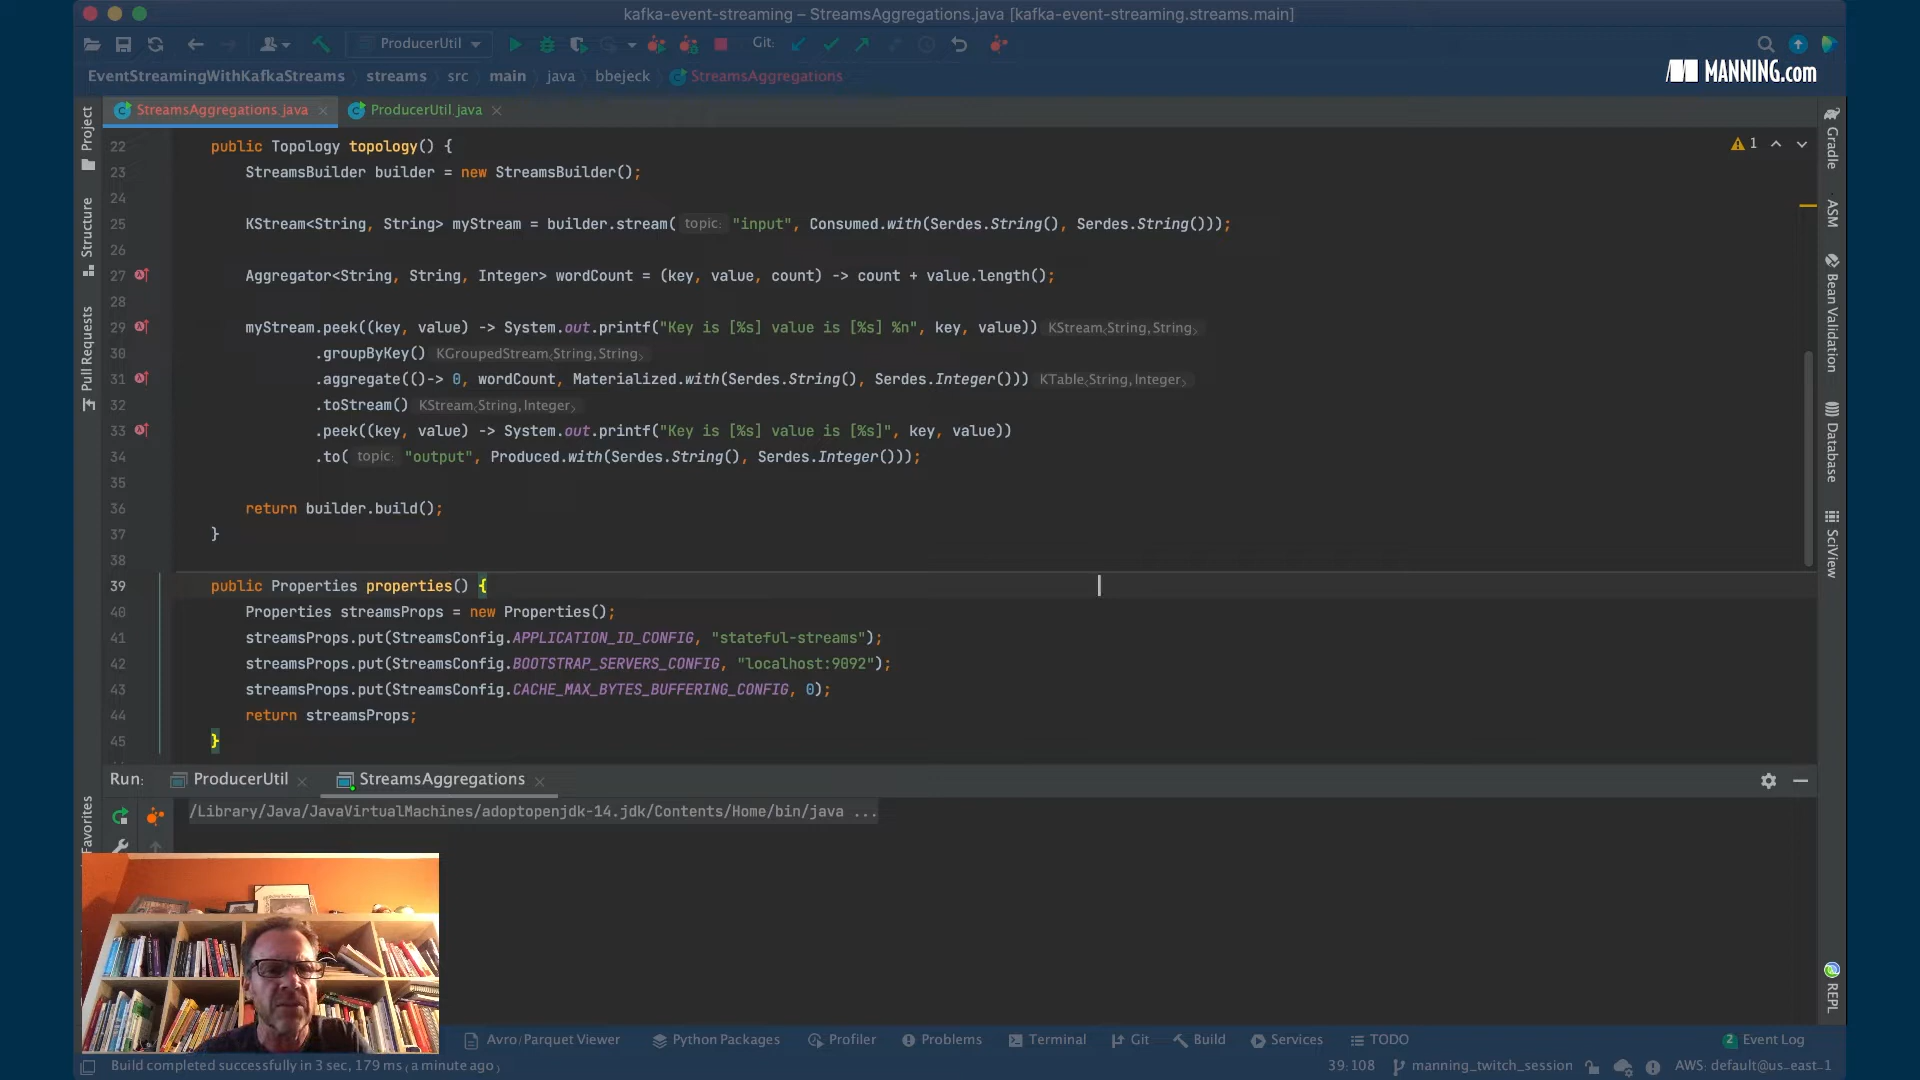 kafka-event-streaming – StreamsAggregations.java [kafka-event-streaming.streams.main]
ProducerUtil
Git:
EventStreamingWithKafkaStreams streams src main java bbejeck StreamsAggregations
MANNING.com
StreamsAggregations.java
ProducerUtil.java
Project
Structure
Pull Requests
Favorites
Gradle
ASM
Bean Validation
Database
SciView
REPL
1
22 public Topology topology() {
23 StreamsBuilder builder = new StreamsBuilder();
24
25 KStream<String, String> myStream = builder.stream( topic: "input", Consumed.with(Serdes.String(), Serdes.String()));
26
27 Aggregator<String, String, Integer> wordCount = (key, value, count) -> count + value.length();
28
29 myStream.peek((key, value) -> System.out.printf("Key is [%s] value is [%s] %n", key, value)) KStream<String,String>
30 .groupByKey() KGroupedStream<String,String>
31 .aggregate(()-> 0, wordCount, Materialized.with(Serdes.String(), Serdes.Integer())) KTable<String,Integer>
32 .toStream() KStream<String,Integer>
33 .peek((key, value) -> System.out.printf("Key is [%s] value is [%s]", key, value))
34 .to( topic: "output", Produced.with(Serdes.String(), Serdes.Integer()));
35
36 return builder.build();
37 }
38
39 public Properties properties() {
40 Properties streamsProps = new Properties();
41 streamsProps.put(StreamsConfig.APPLICATION_ID_CONFIG, "stateful-streams");
42 streamsProps.put(StreamsConfig.BOOTSTRAP_SERVERS_CONFIG, "localhost:9092");
43 streamsProps.put(StreamsConfig.CACHE_MAX_BYTES_BUFFERING_CONFIG, 0);
44 return streamsProps;
45 }
Run: ProducerUtil StreamsAggregations
/Library/Java/JavaVirtualMachines/adoptopenjdk-14.jdk/Contents/Home/bin/java ...
Avro/Parquet Viewer Python Packages Profiler Problems Terminal Git Build Services TODO 2 Event Log
Build completed successfully in 3 sec, 179 ms (a minute ago)
39:108 manning_twitch_session AWS: default@us_east_1